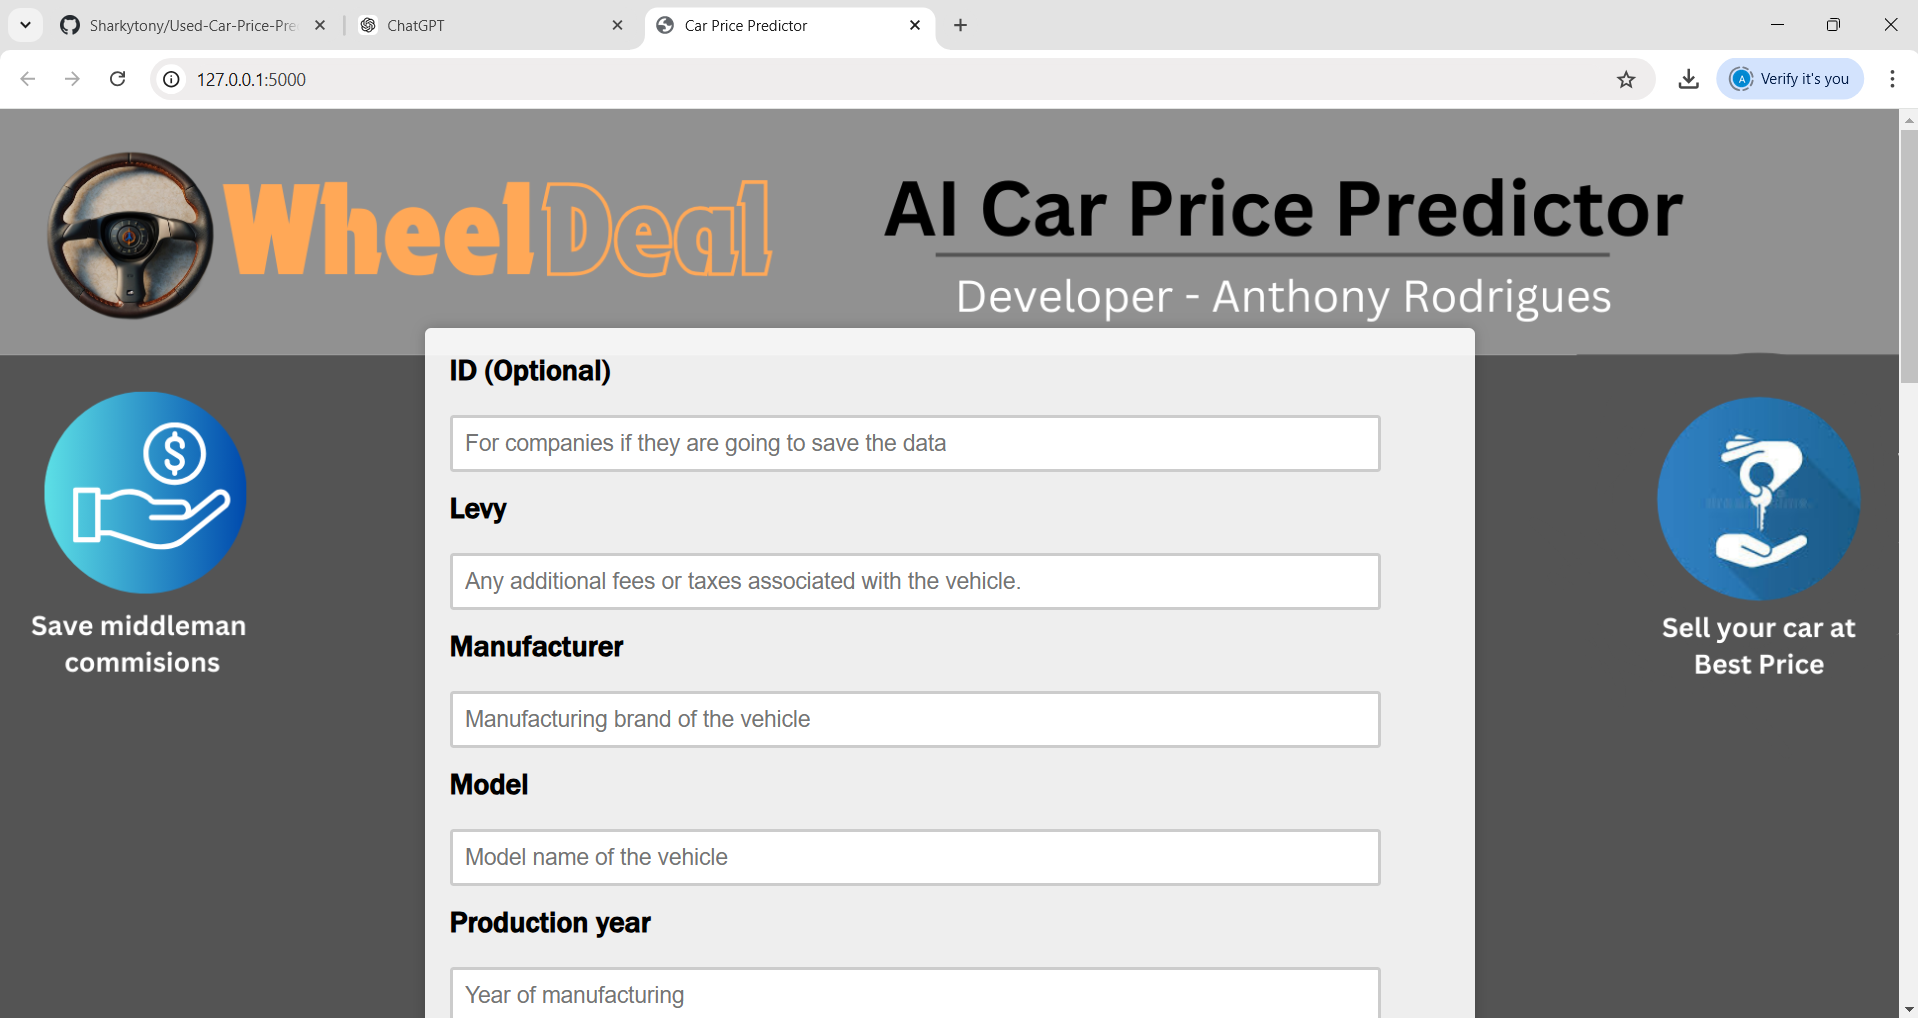 Sharkytony/Used-Car-Price-Pre
ChatGPT
Car Price Predictor
127.0.0.1:5000
A
Verify it's you
WheelDeal
AI Car Price Predictor
Developer - Anthony Rodrigues
ID (Optional)
For companies if they are going to save the data
Levy
Any additional fees or taxes associated with the vehicle.
Manufacturer
Manufacturing brand of the vehicle
Model
Model name of the vehicle
Production year
Year of manufacturing
$
Save middleman
commisions
Sell your car at
Best Price